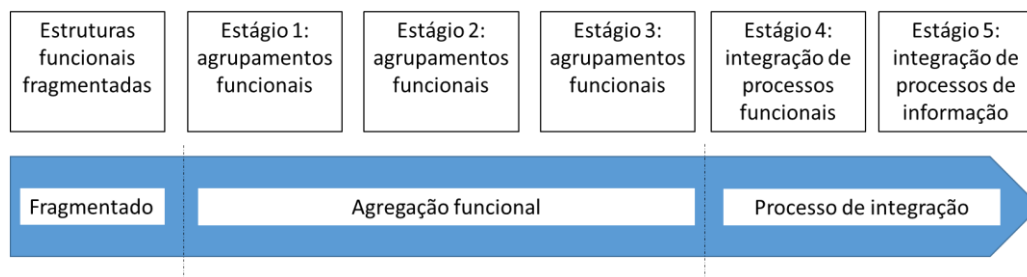 Estruturas
funcionais
fragmentadas
Estágio 1:
agrupamentos
funcionais
Estágio 2:
agrupamentos
funcionais
Estágio 3:
agrupamentos
funcionais
Estágio 4:
integração de
processos
funcionais
Estágio 5:
integração de
processos de
informação
Fragmentado
Agregação funcional
Processo de integração